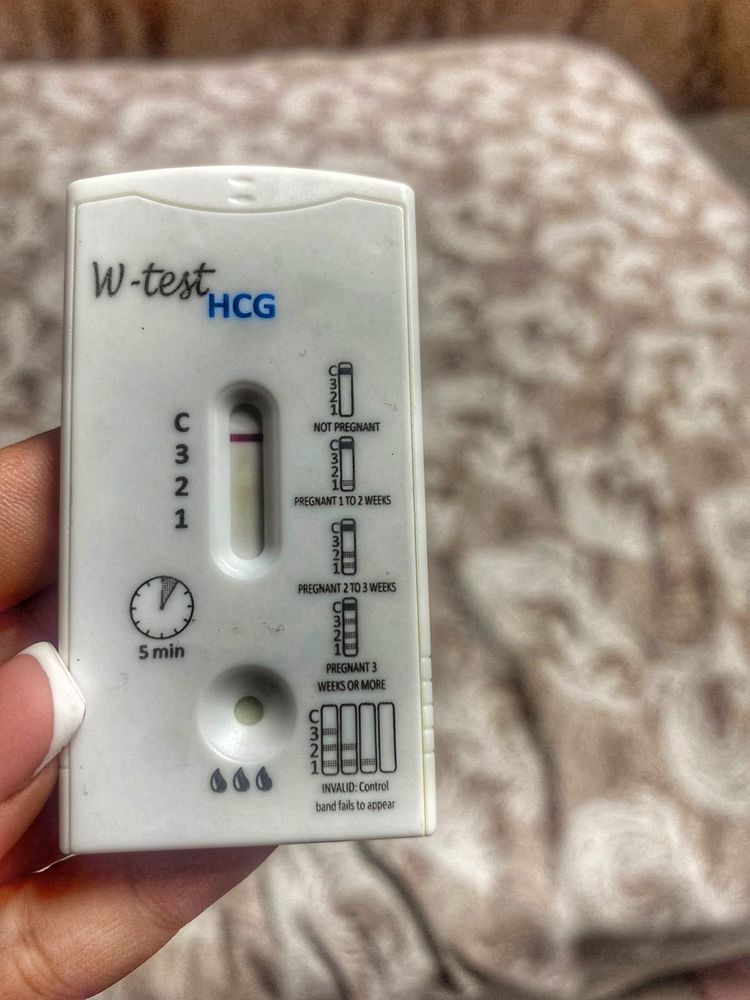 W-test
HCG
C
3
2
1
5 min
C
3
2
1
NOT PREGNANT
C
3
2
1
PREGNANT 1 TO 2 WEEKS
C
3
2
1
PREGNANT 2 TO 3 WEEKS
C
3
2
1
PREGNANT 3
WEEKS OR MORE
C
3
2
1
INVALID: Control
band fails to appear